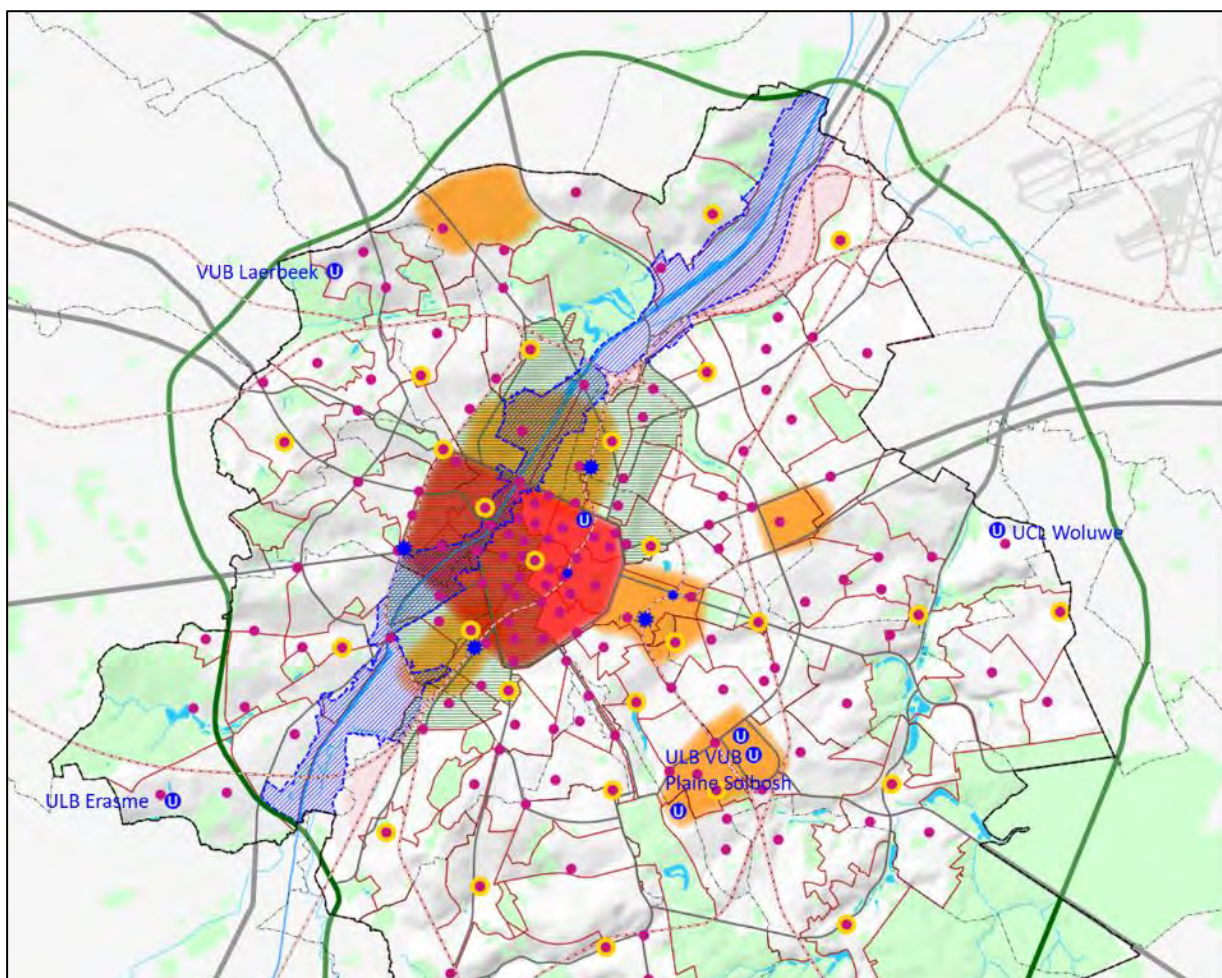 VUB Laerbeek U
U
U UCL Woluwe
U
ULB VUB U
Plaine Solbosh
ULB Erasme U
U